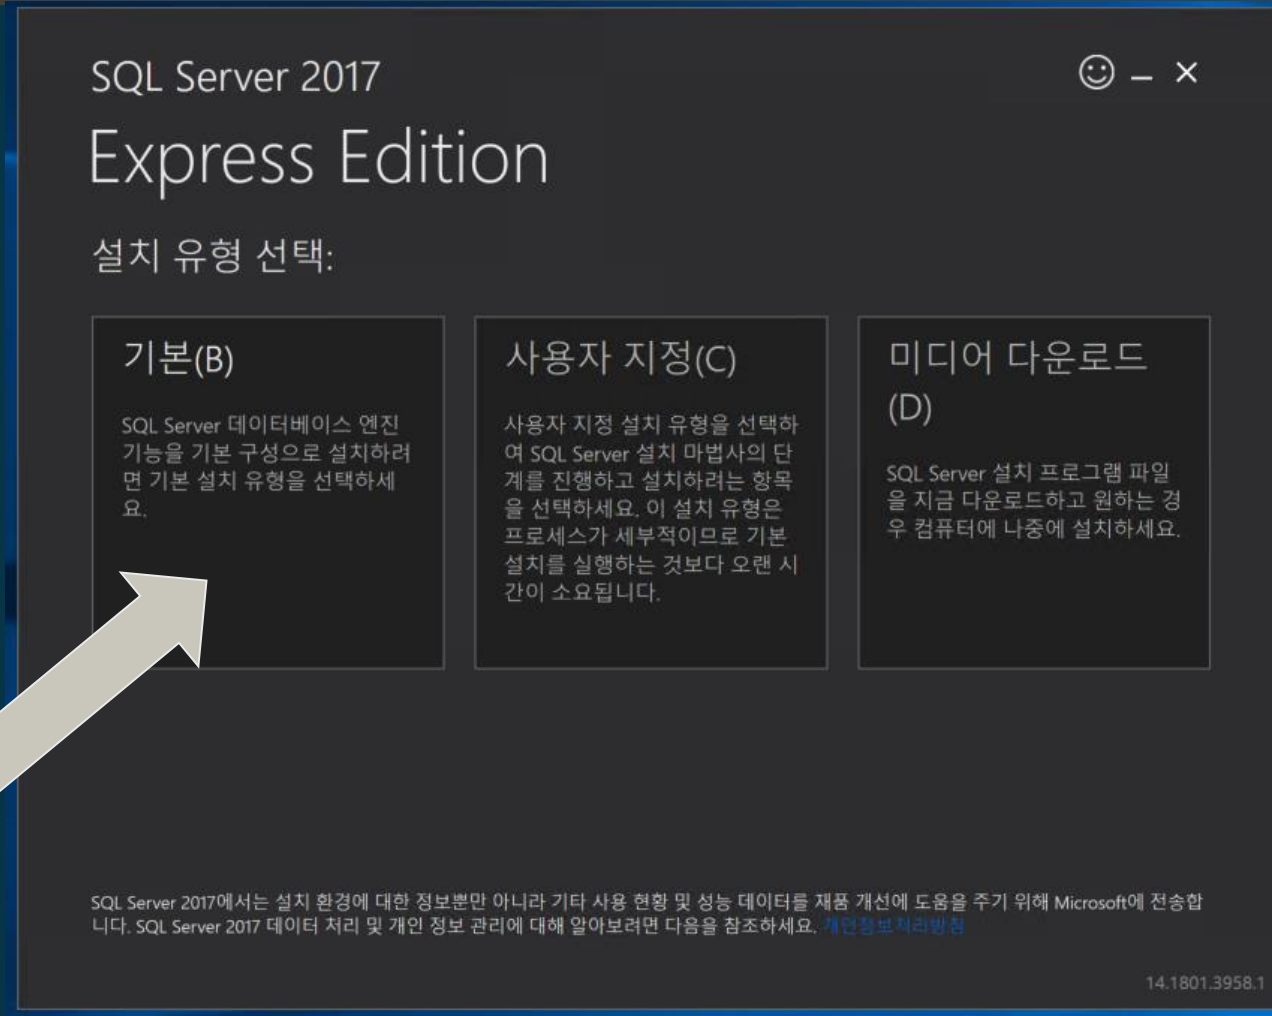 SQL Server 2017
Express Edition
설치 유형 선택:
기본(B)
SQL Server 데이터베이스 엔진
기능을 기본 구성으로 설치하려
면 기본 설치 유형을 선택하세
요.
사용자 지정(C)
사용자 지정 설치 유형을 선택하
여 SQL Server 설치 마법사의 단
계를 진행하고 설치하려는 항목
을 선택하세요. 이 설치 유형은
프로세스가 세부적이므로 기본
설치를 실행하는 것보다 오랜 시
간이 소요됩니다.
미디어 다운로드
(D)
SQL Server 설치 프로그램 파일
을 지금 다운로드하고 원하는 경
우 컴퓨터에 나중에 설치하세요.
SQL Server 2017에서는 설치 환경에 대한 정보뿐만 아니라 기타 사용 현황 및 성능 데이터를 재품 개선에 도움을 주기 위해 Microsoft에 전송합
니다. SQL Server 2017 데이터 처리 및 개인 정보 관리에 대해 알아보려면 다음을 참조하세요. 개인정보처리방침
14.1801.3958.1